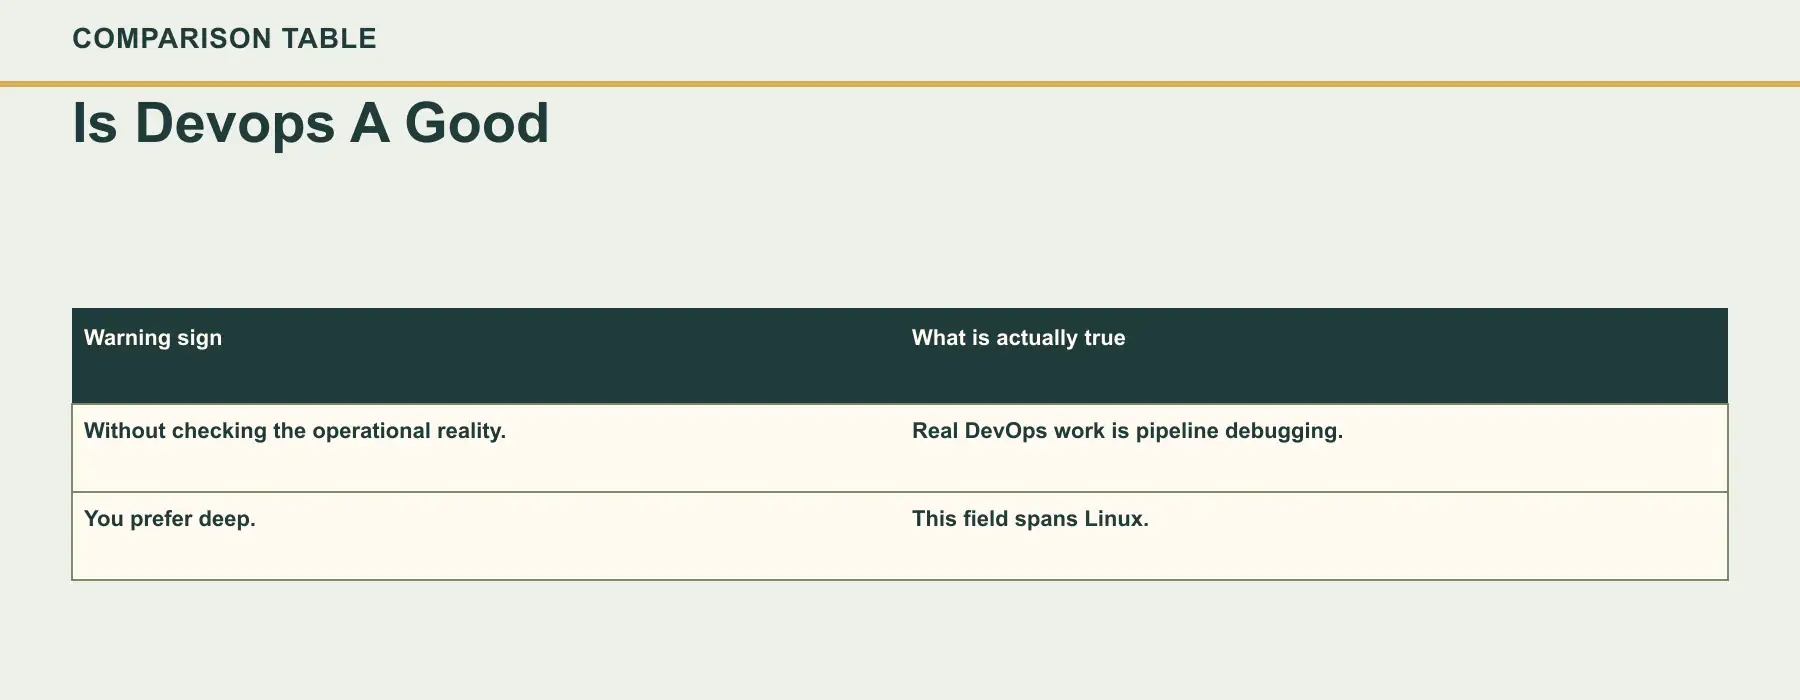 COMPARISON TABLE
Is Devops A Good
Warning sign What is actually true
Without checking the operational reality. Real DevOps work is pipeline debugging.
You prefer deep. This field spans Linux.